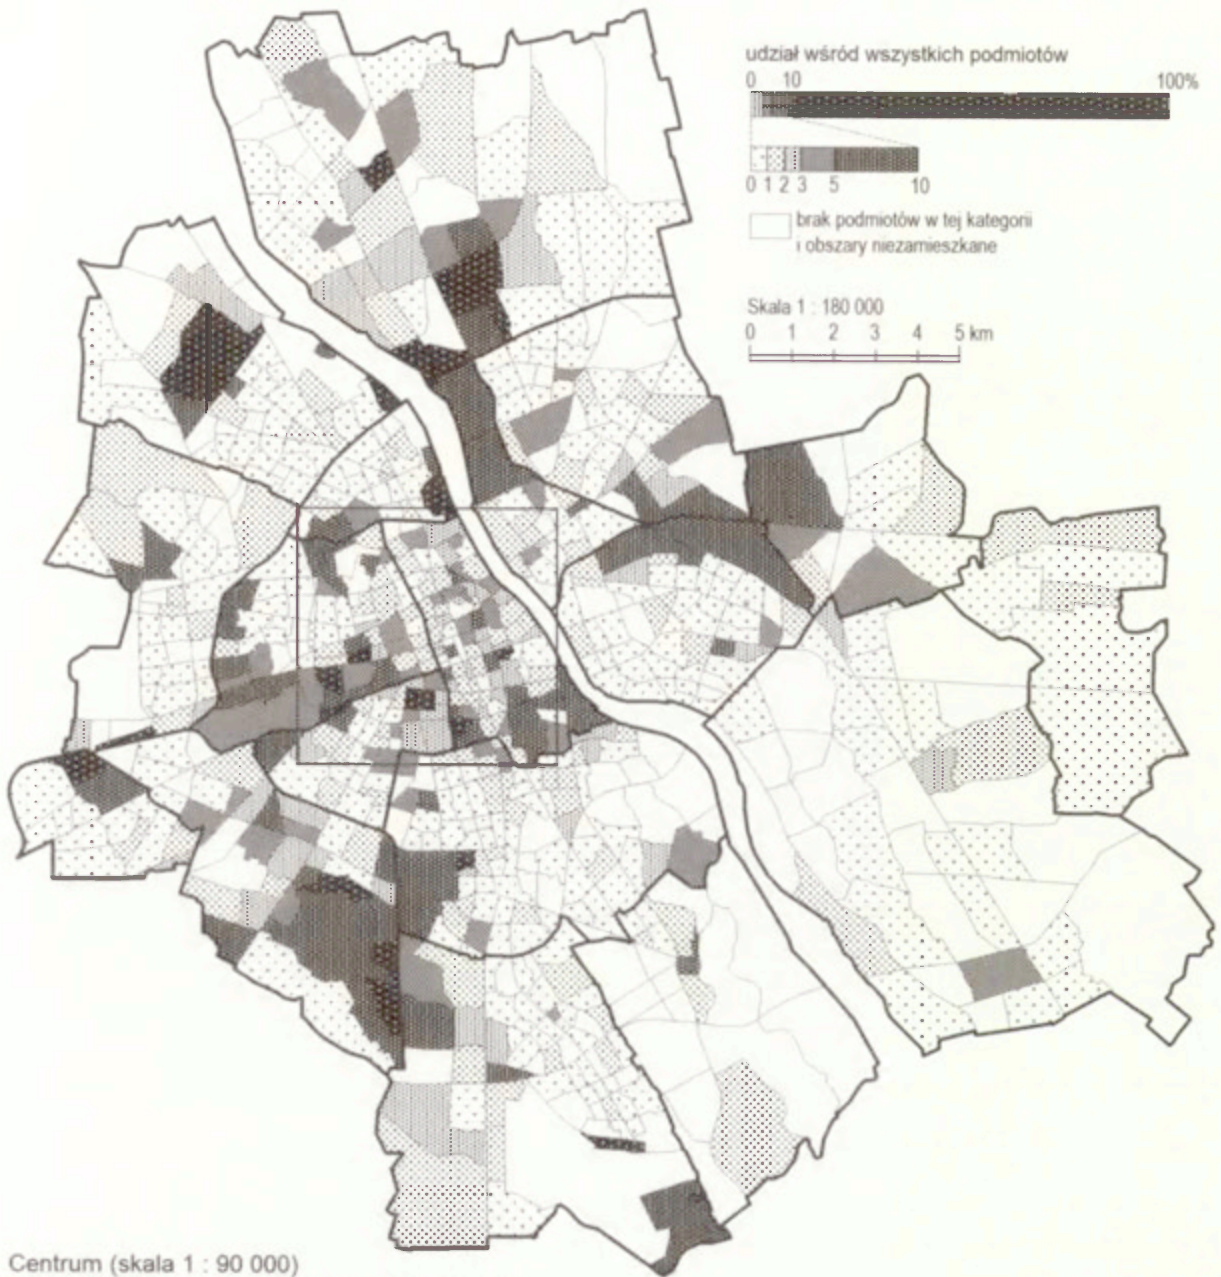 udział wśród wszystkich podmiotów
0 10 100%
0 1 2 3 5 10
brak podmiotów w tej kategorii
i obszary niezamieszkane
Skala 1 : 180 000
0 1 2 3 4 5 km
Centrum (skala 1 : 90 000)